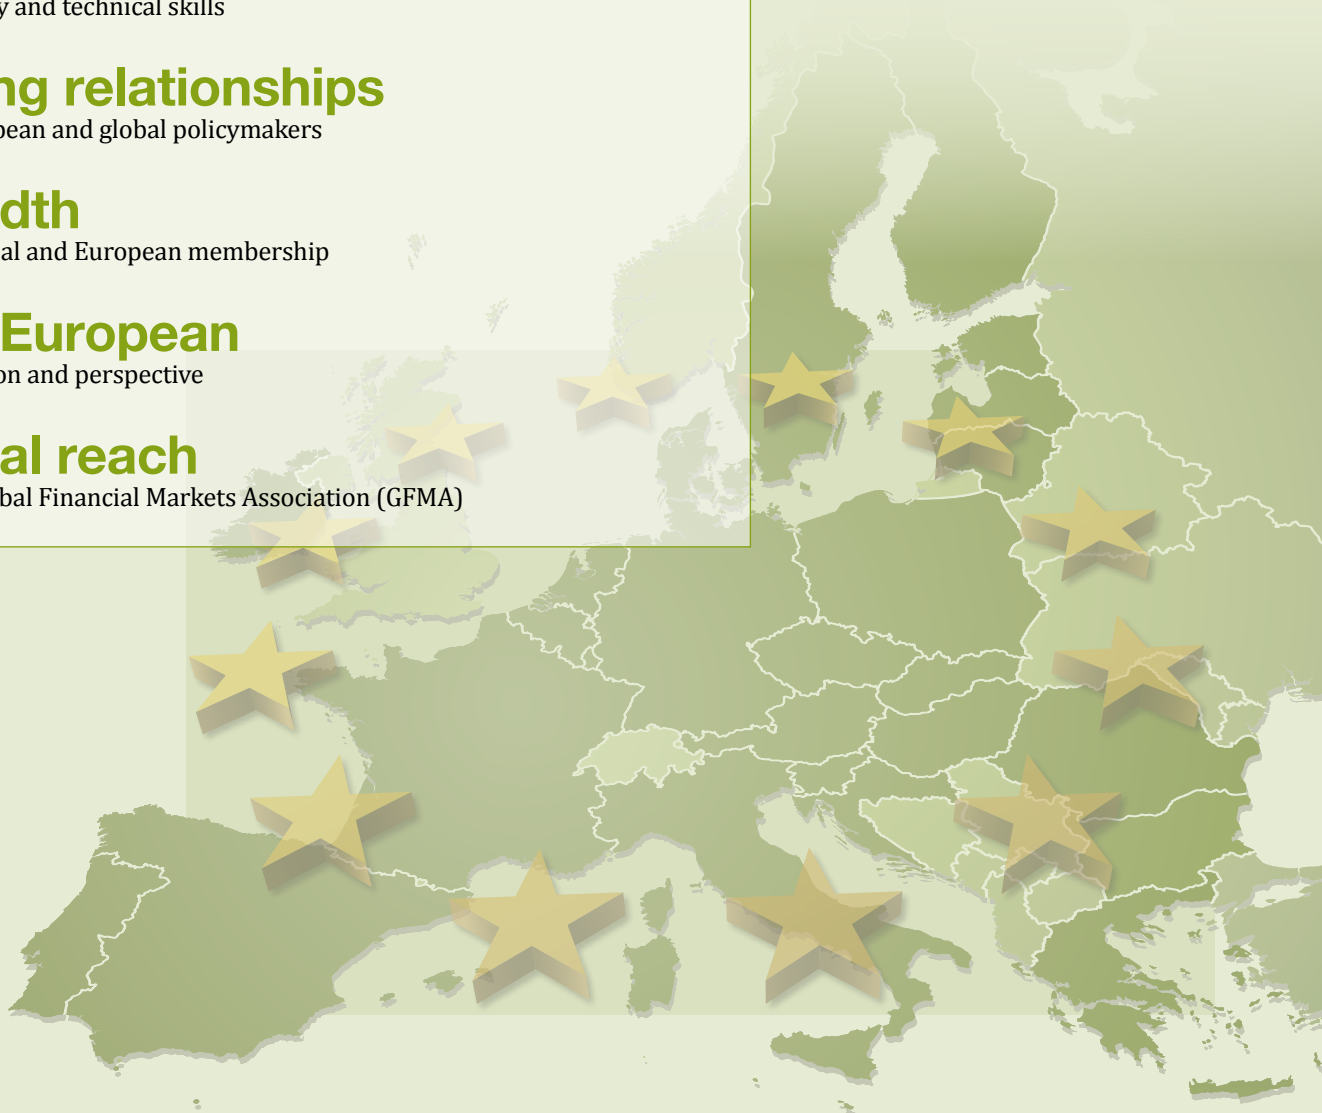 y and technical skills
ng relationships
pean and global policymakers
dth
al and European membership
European
on and perspective
al reach
bal Financial Markets Association (GFMA)